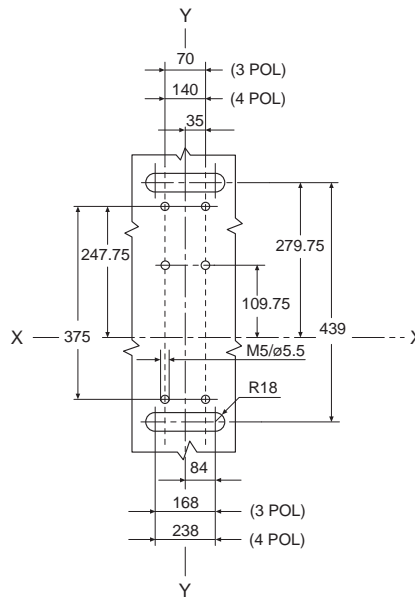 Y
70 (3 POL)
140 (4 POL)
35
247.75
279.75
109.75
X 375 439 X
M5/ø5.5
R18
84
168 (3 POL)
238 (4 POL)
Y